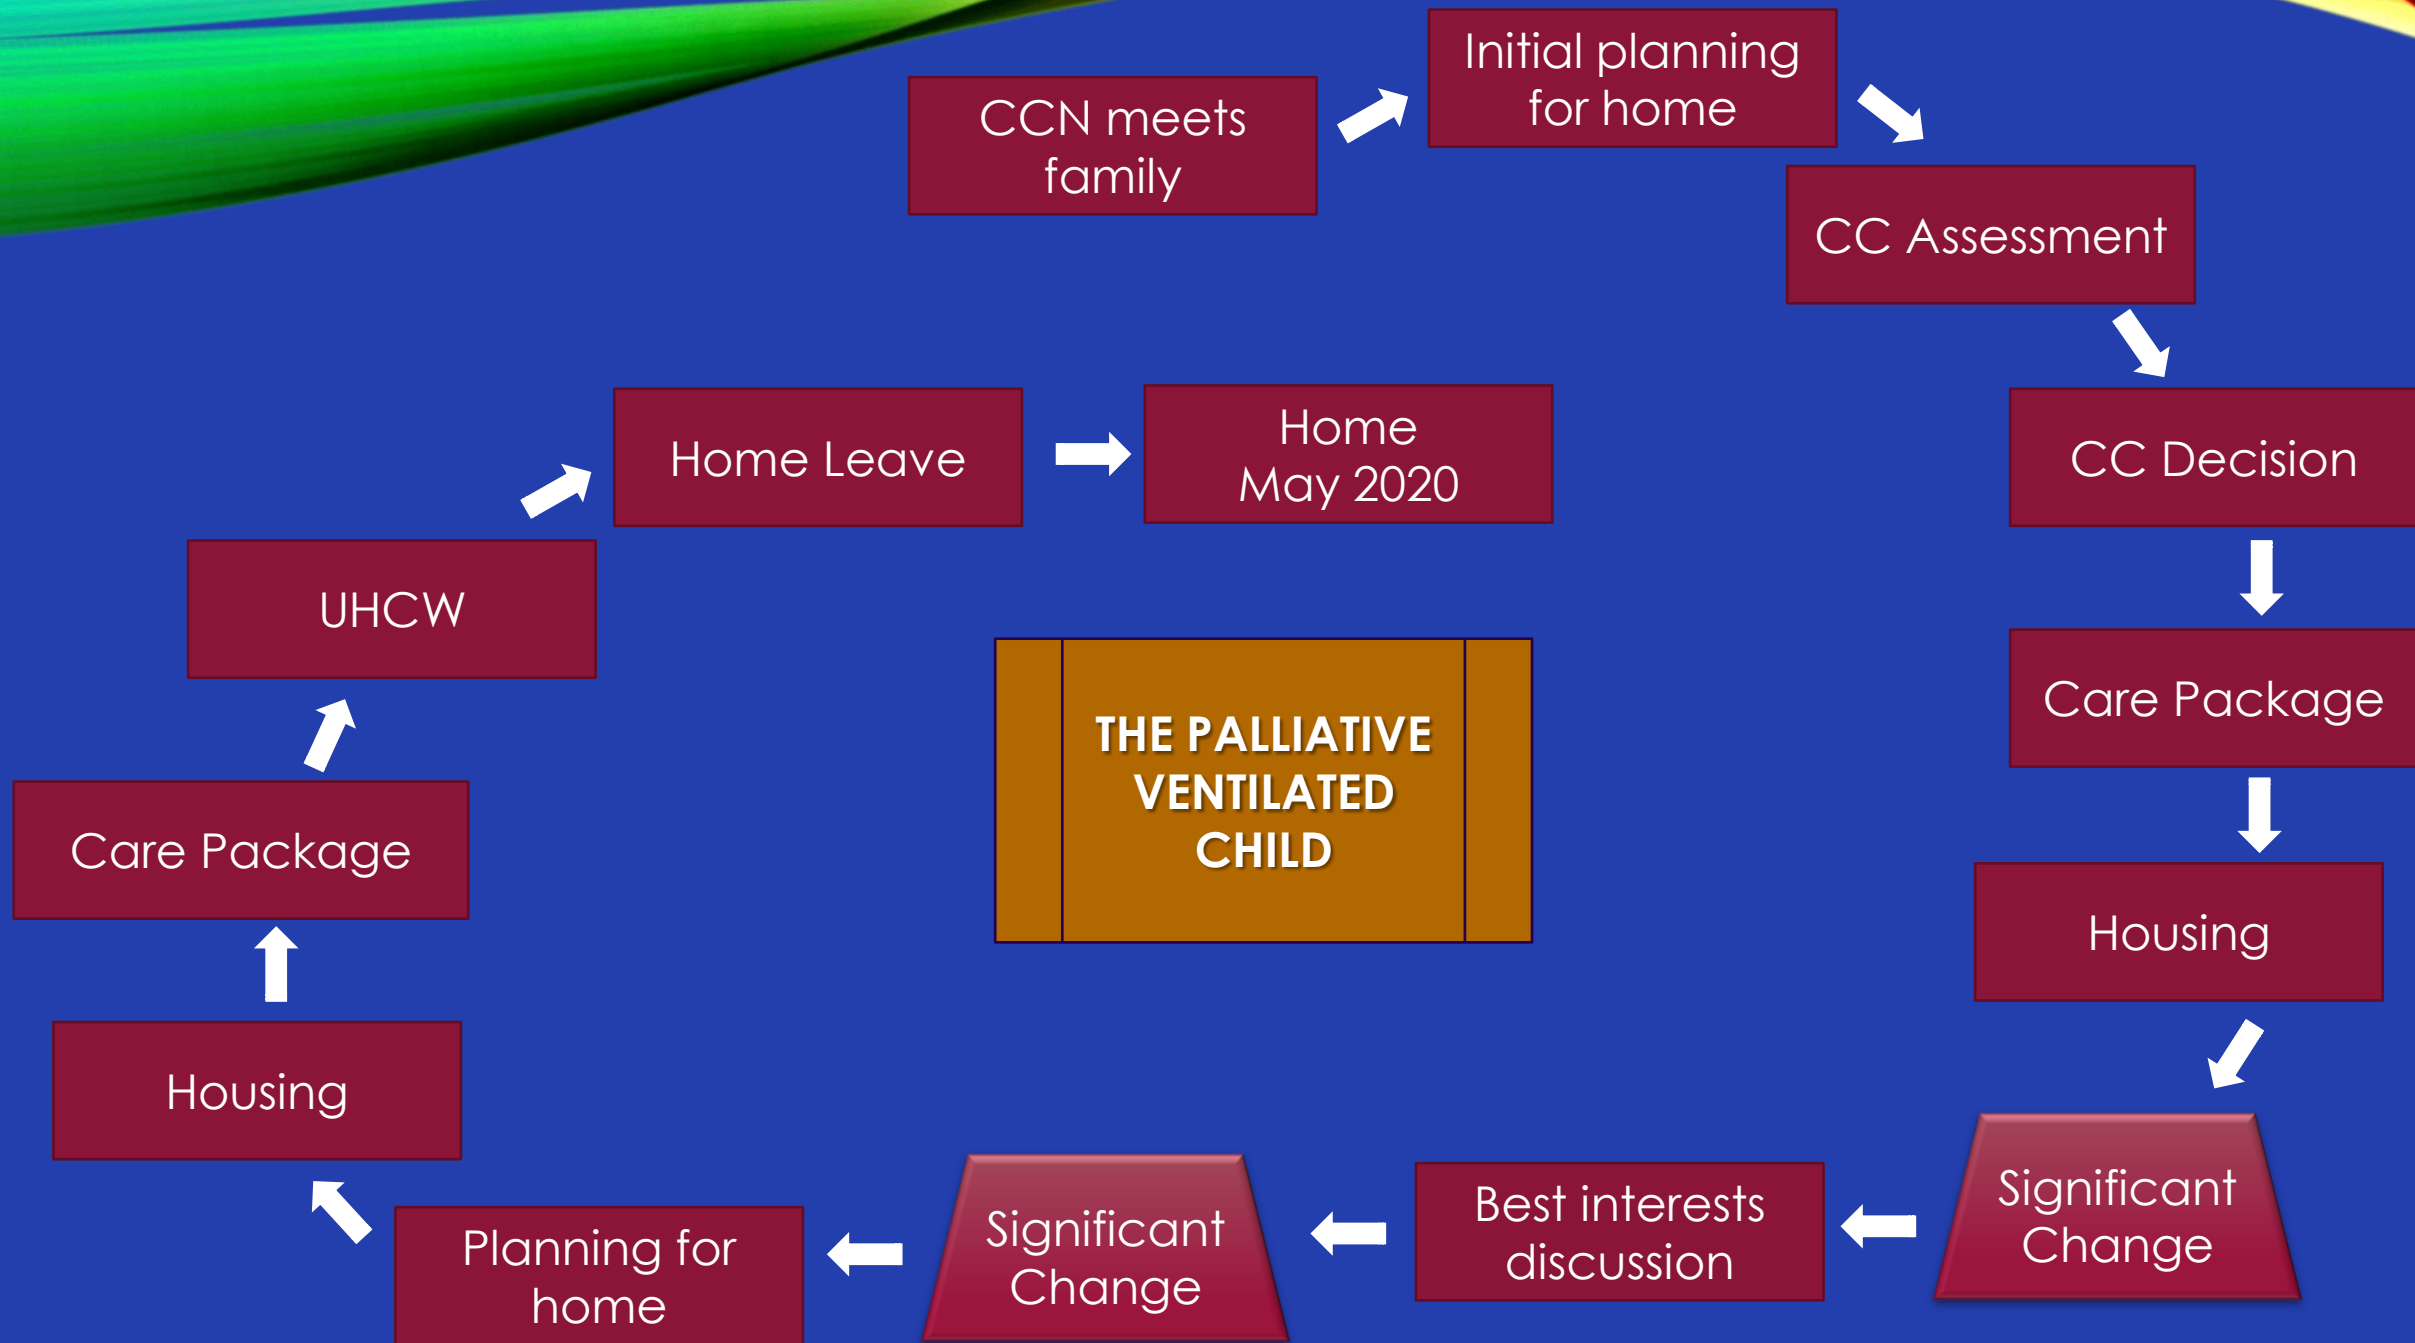 CCN meets
family
Initial planning
for home
CC Assessment
CC Decision
Care Package
Housing
Significant
Change
Best interests
discussion
Significant
Change
Planning for
home
Housing
Care Package
UHCW
Home Leave
Home
May 2020
THE PALLIATIVE
VENTILATED
CHILD